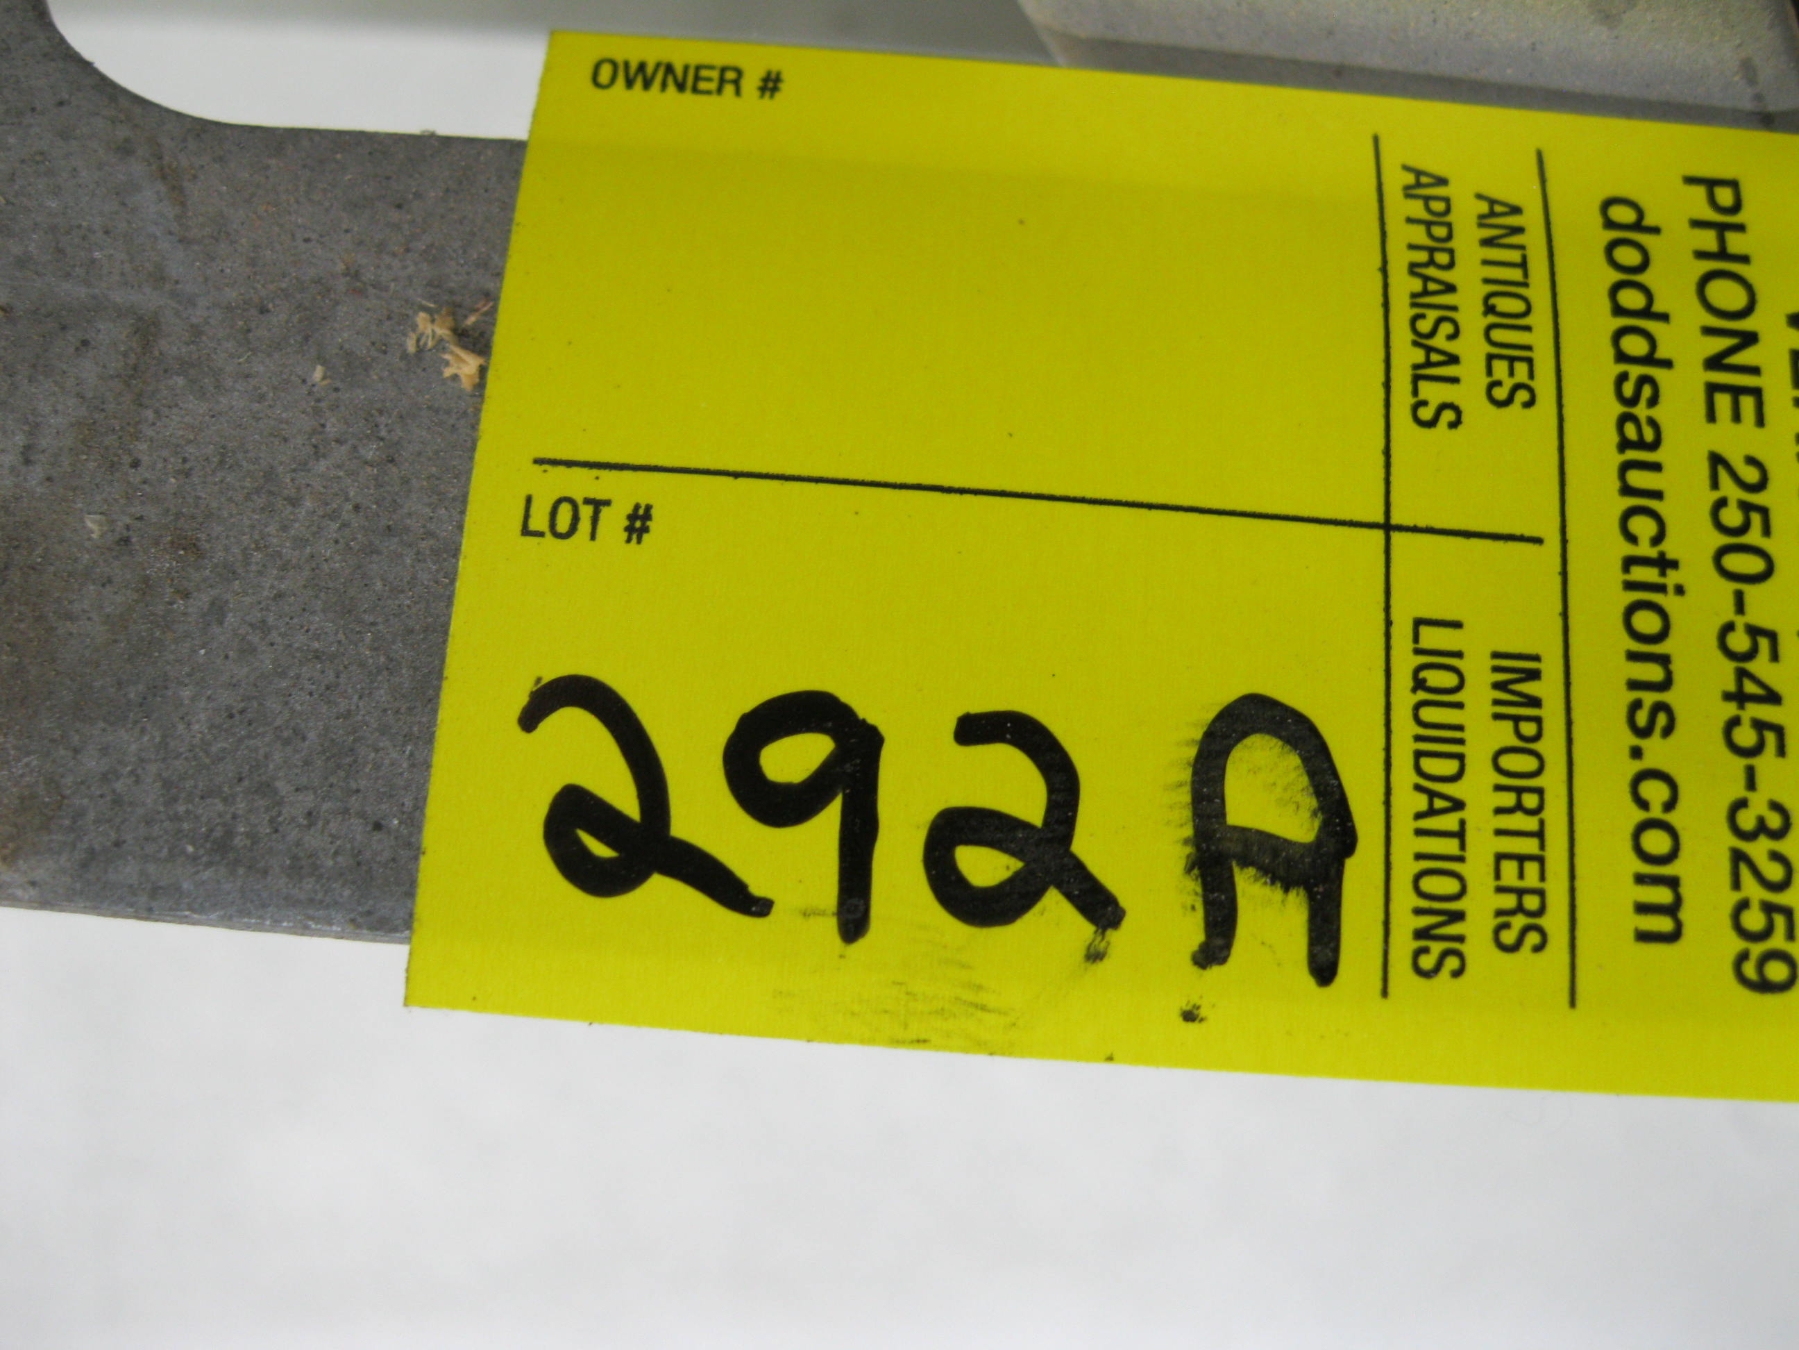 OWNER #
LOT #
292A
PHONE 250-545-3259
doddsauctions.com
ANTIQUES
APPRAISALS
IMPORTERS
LIQUIDATIONS